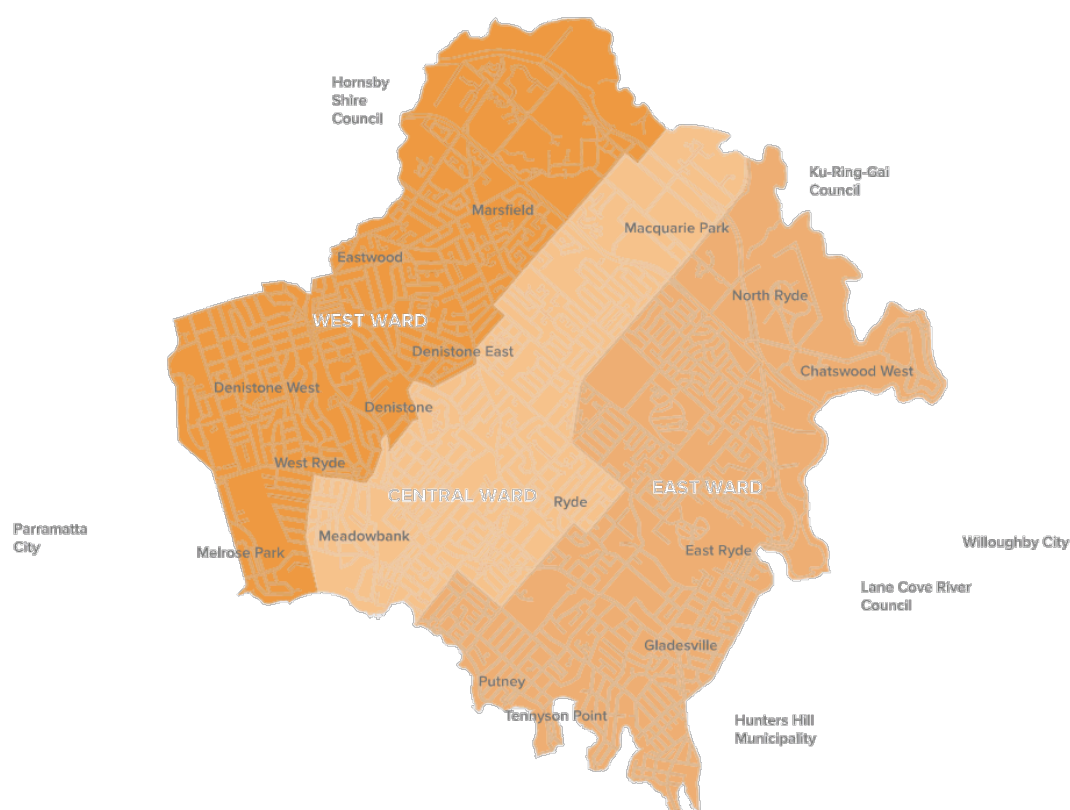 Hornsby
Shire
Council
Ku-Ring-Gai
Council
Marsfield
Macquarie Park
Eastwood
North Ryde
WEST WARD
Denistone East
Chatswood West
Denistone West
Denistone
West Ryde
CENTRAL WARD
Ryde
EAST WARD
Parramatta
City
Meadowbank
Melrose Park
East Ryde
Willoughby City
Lane Cove River
Council
Gladesville
Putney
Tennyson Point
Hunters Hill
Municipality